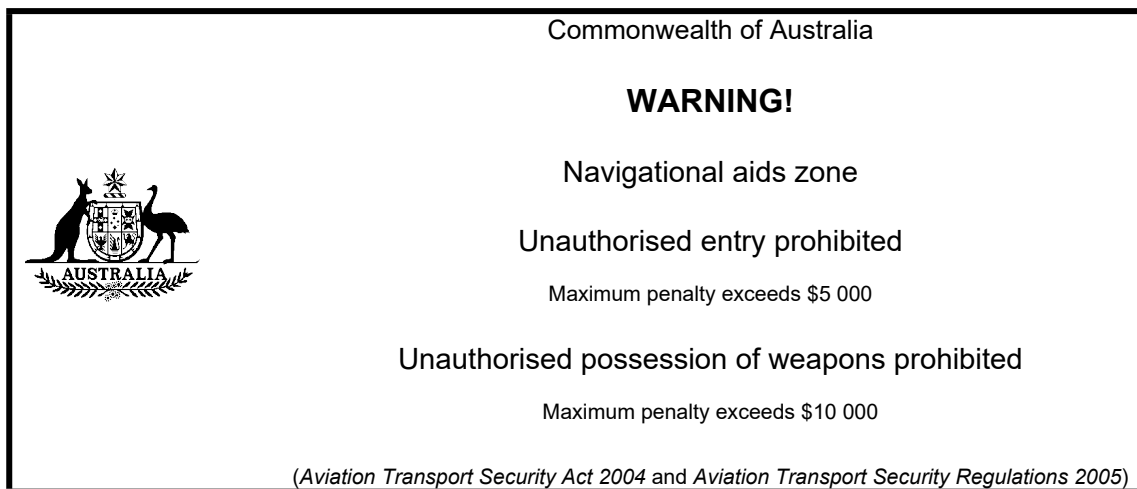 Commonwealth of Australia
WARNING!
Navigational aids zone
Unauthorised entry prohibited
AUSTRALIA
Maximum penalty exceeds $5 000
Unauthorised possession of weapons prohibited
Maximum penalty exceeds $10 000
(Aviation Transport Security Act 2004 and Aviation Transport Security Regulations 2005)